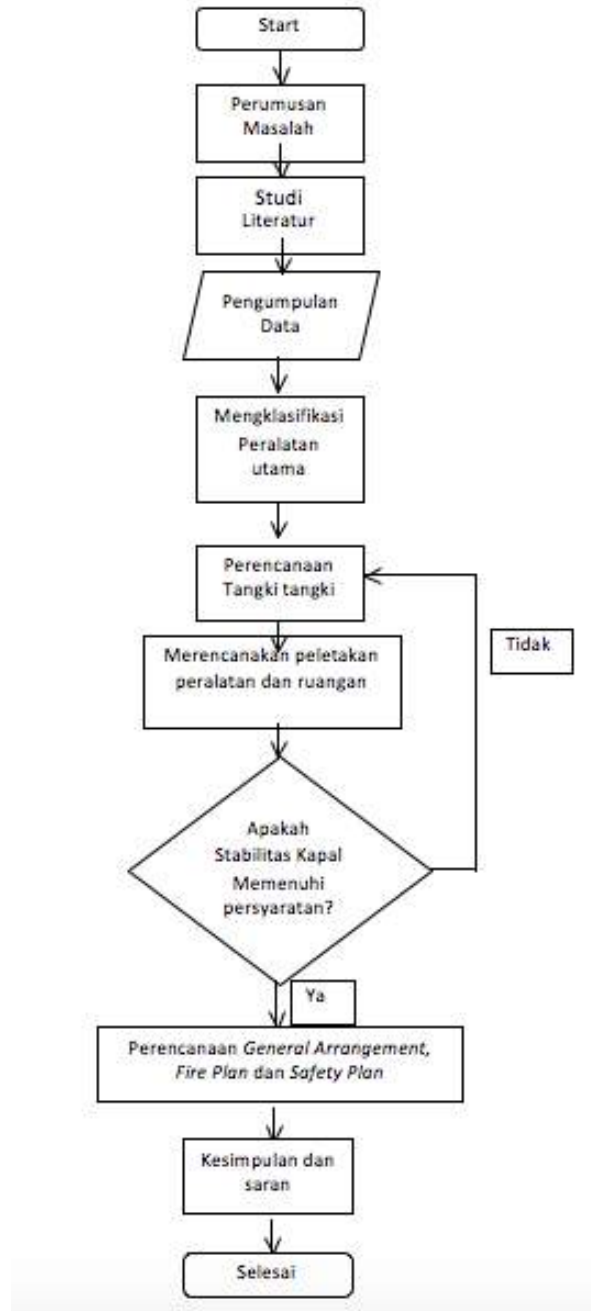 Start
Perumusan
Masalah
Studi
Literatur
Pengumpulan
Data
Mengklasifikasi
Peralatan
utama
Perencanaan
Tangki tangki
Tidak
Merencanakan peletakan
peralatan dan ruangan
Apakah
Stabilitas Kapal
Memenuhi
persyaratan?
Ya
Perencanaan General Arrangement,
Fire Plan dan Safety Plan
Kesimpulan dan
saran
Selesai